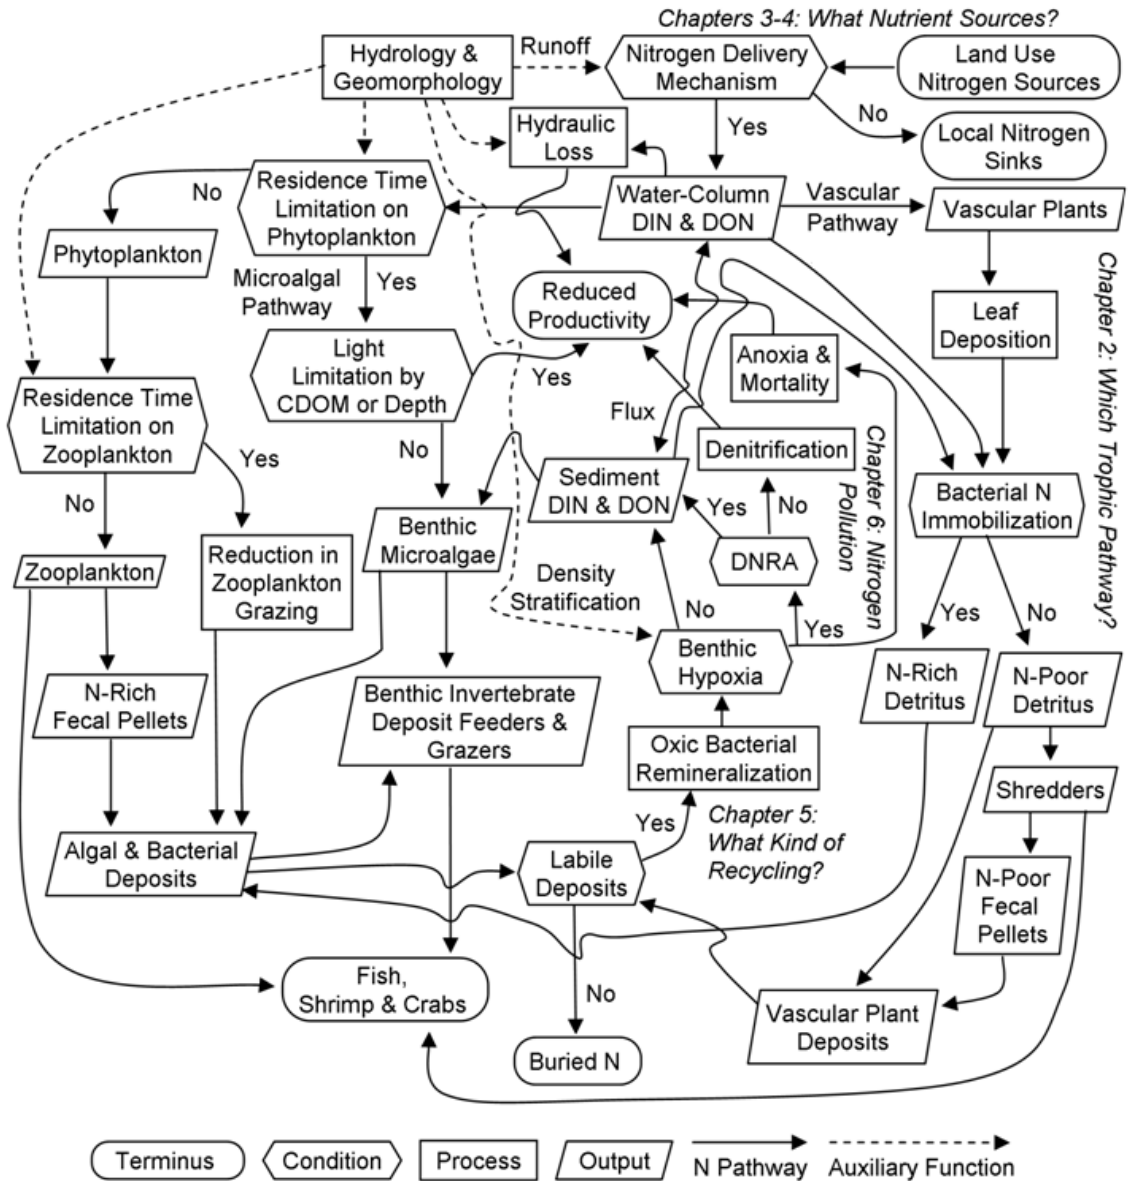 Chapters 3-4: What Nutrient Sources?
Hydrology &
Geomorphology
Runoff
Nitrogen Delivery
Mechanism
Land Use
Nitrogen Sources
No
Local Nitrogen
Sinks
Yes
Hydraulic
Loss
No
Residence Time
Limitation on
Phytoplankton
Water-Column
DIN & DON
Vascular
Pathway
Vascular Plants
Phytoplankton
Microalgal
Pathway
Yes
Reduced
Productivity
Leaf
Deposition
Chapter 2: Which Trophic Pathway?
Light
Limitation by
CDOM or Depth
Yes
Anoxia &
Mortality
Residence Time
Limitation on
Zooplankton
Flux
No
Yes
Denitrification
Chapter 6: Nitrogen
Pollution
Sediment
DIN & DON
Yes
No
Bacterial N
Immobilization
No
Benthic
Microalgae
Reduction in
Zooplankton
Grazing
Zooplankton
DNRA
Density
Stratification
No
Yes
Yes
No
Benthic
Hypoxia
N-Rich
Detritus
N-Poor
Detritus
N-Rich
Fecal Pellets
Benthic Invertebrate
Deposit Feeders &
Grazers
Oxic Bacterial
Remineralization
Shredders
Yes
Chapter 5:
What Kind of
Recycling?
Algal & Bacterial
Deposits
Labile
Deposits
N-Poor
Fecal
Pellets
Fish,
Shrimp & Crabs
No
Vascular Plant
Deposits
Buried N
Terminus
Condition
Process
Output
N Pathway
Auxiliary Function